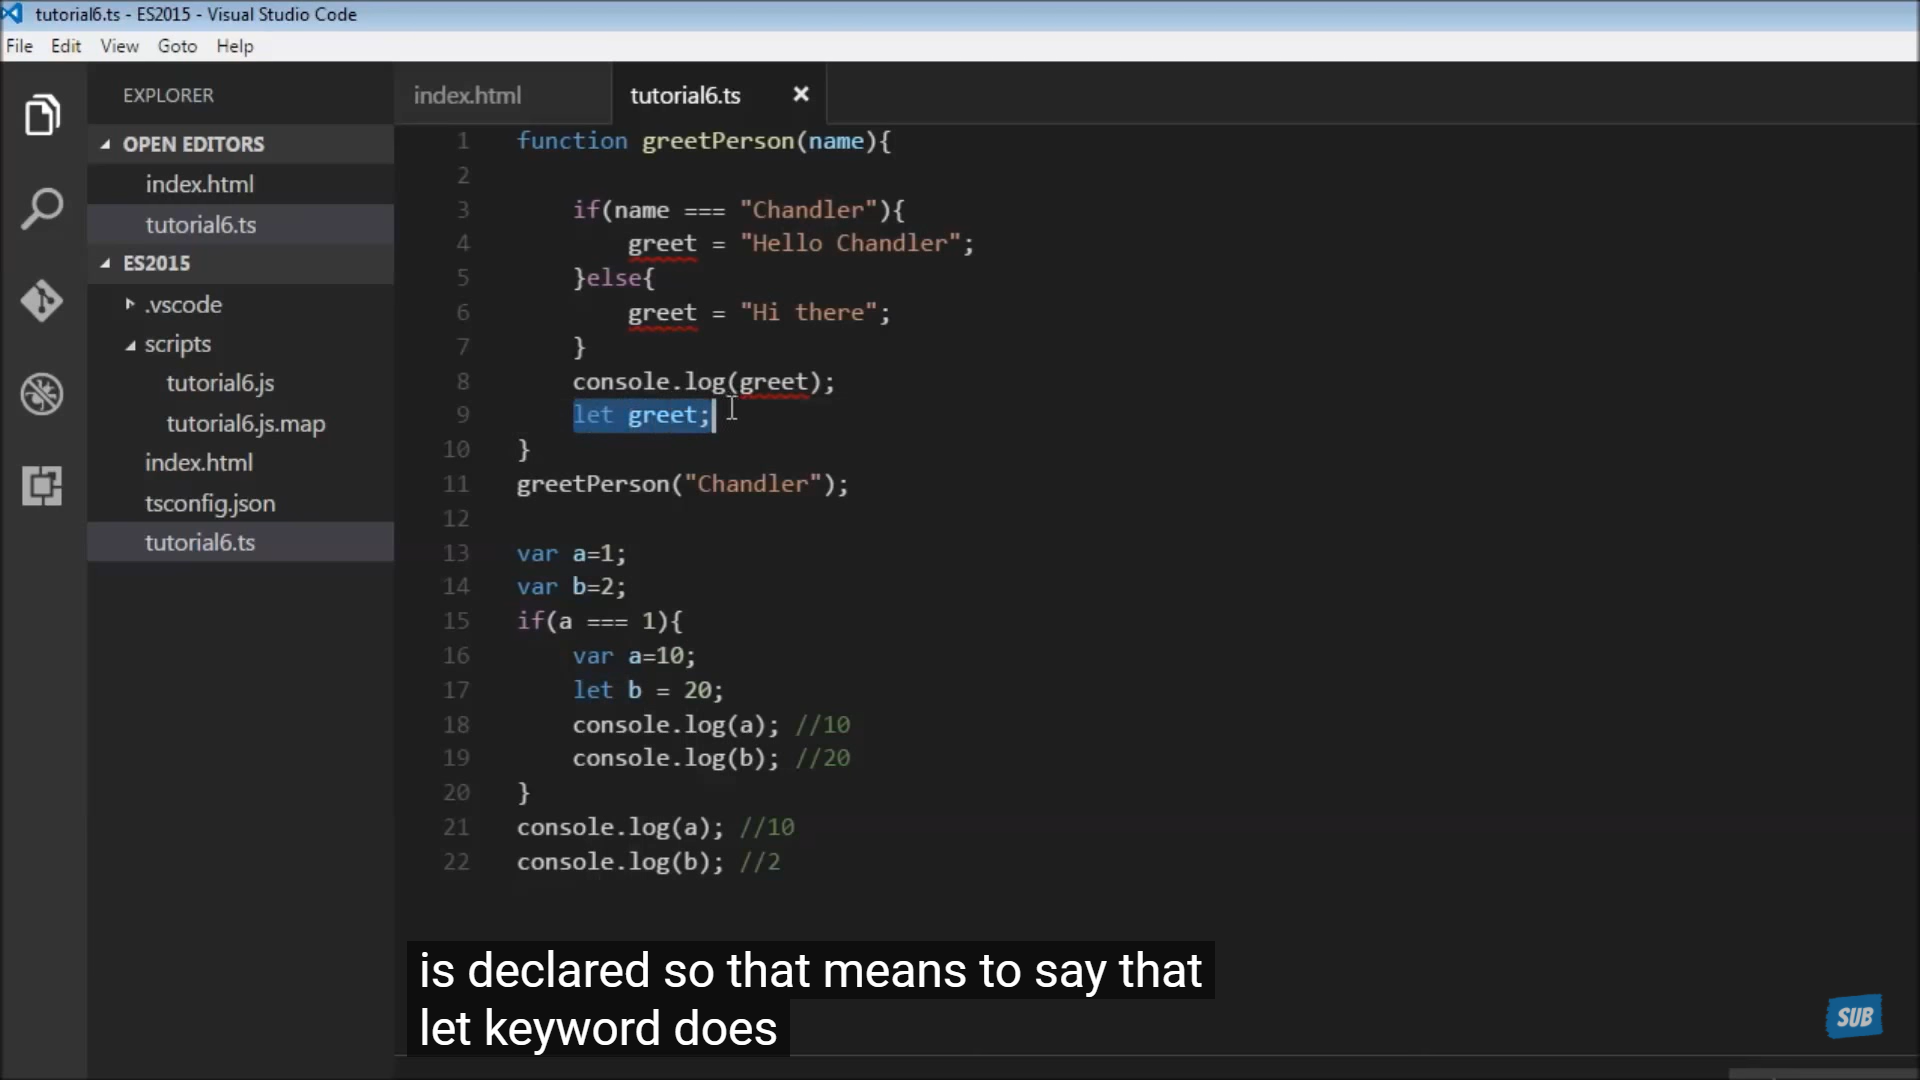 tutorial6.ts - ES2015 - Visual Studio Code
File Edit View Goto Help
EXPLORER
OPEN EDITORS
index.html
tutorial6.ts
ES2015
.vscode
scripts
tutorial6.js
tutorial6.js.map
index.html
tsconfig.json
tutorial6.ts
index.html tutorial6.ts ×
1 function greetPerson(name){
2
3 if(name === "Chandler"){
4 greet = "Hello Chandler";
5 }else{
6 greet = "Hi there";
7 }
8 console.log(greet);
9 let greet;
10 }
11 greetPerson("Chandler");
12
13 var a=1;
14 var b=2;
15 if(a === 1){
16 var a=10;
17 let b = 20;
18 console.log(a); //10
19 console.log(b); //20
20 }
21 console.log(a); //10
22 console.log(b); //2
is declared so that means to say that
let keyword does
SUB